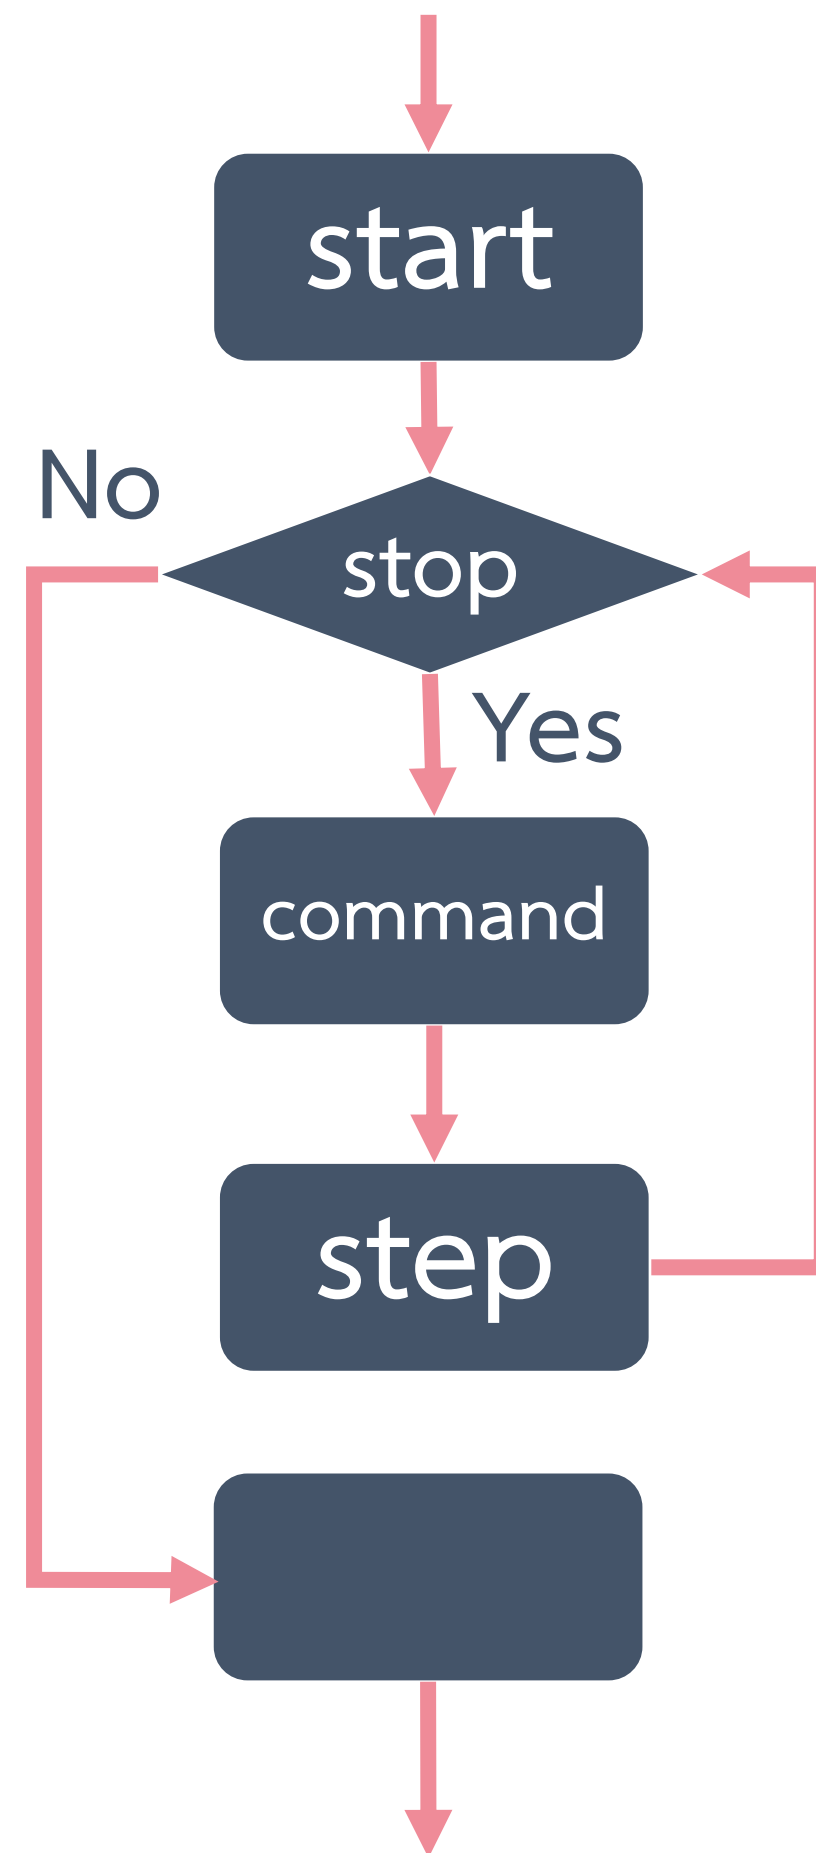 start
No
stop
Yes
command
step